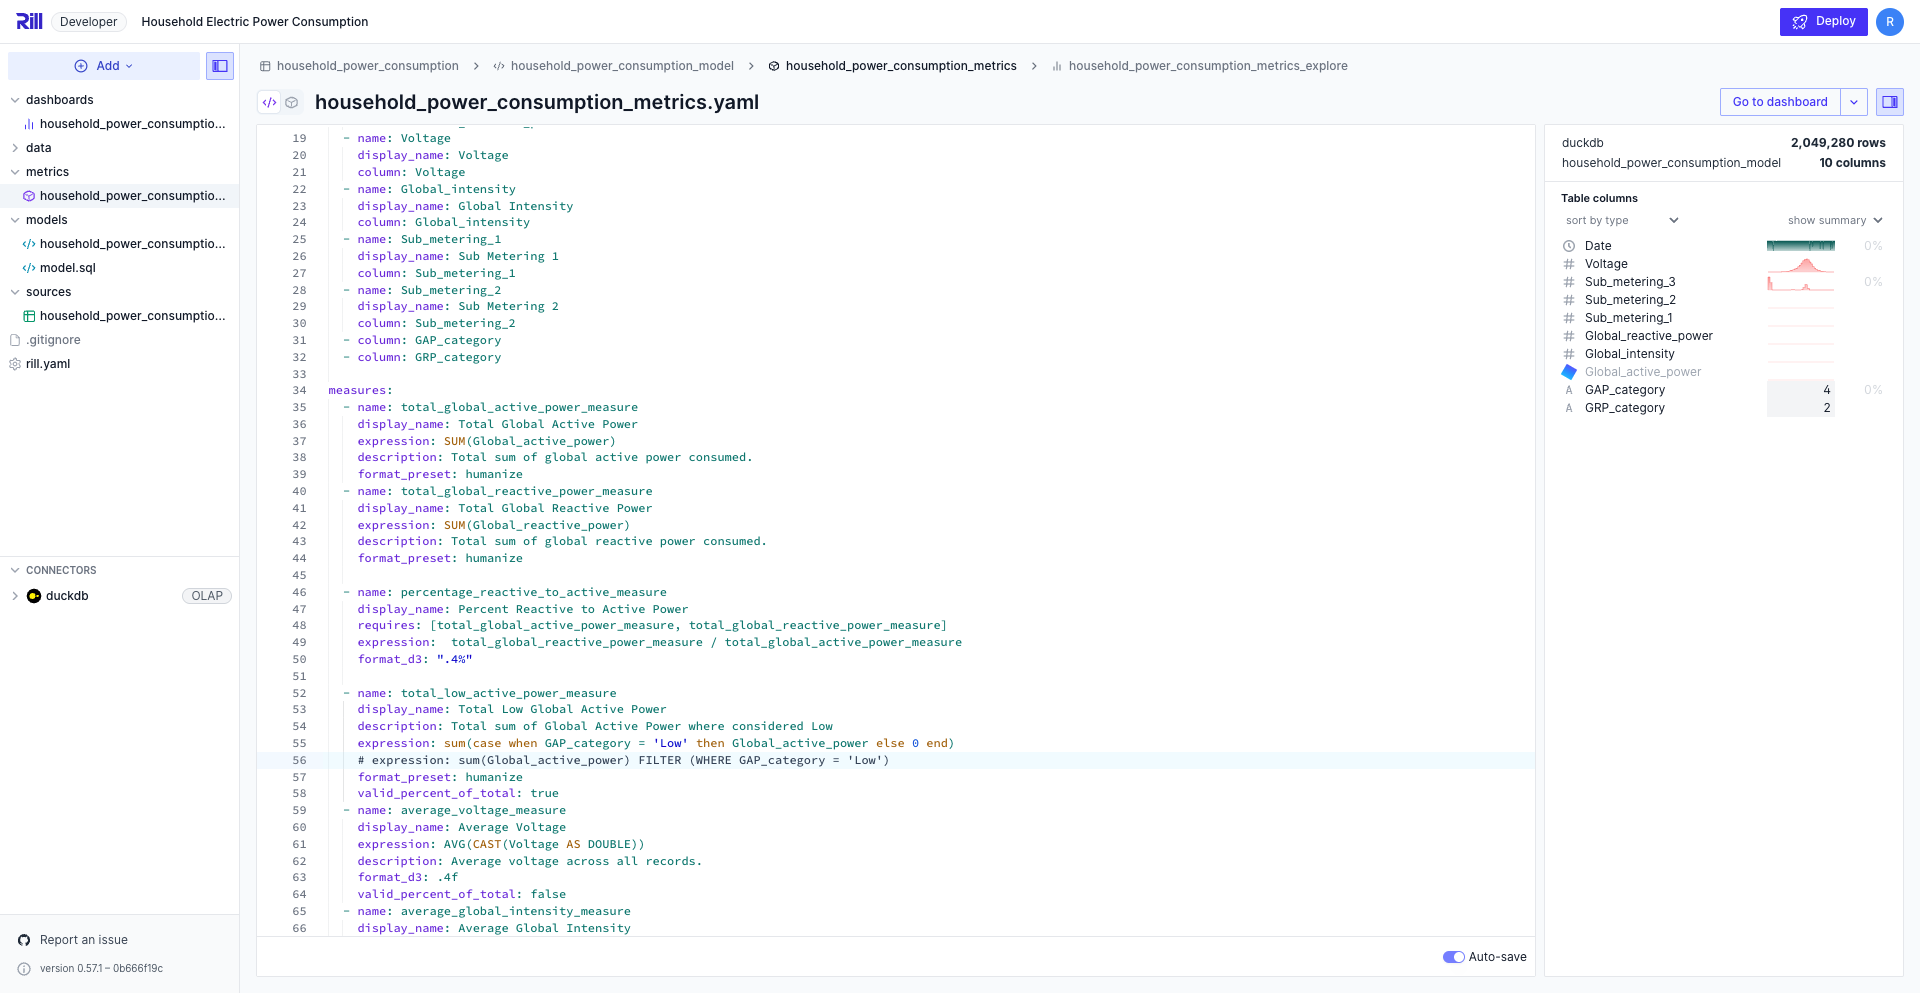 Rill Developer Household Electric Power Consumption Deploy R
Add
dashboards
household_power_consumptio...
data
metrics
household_power_consumptio...
models
household_power_consumptio...
model.sql
sources
household_power_consumptio...
.gitignore
rill.yaml
CONNECTORS
duckdb OLAP
Report an issue
version 0.57.1 – 0b666f19c
household_power_consumption > household_power_consumption_model > household_power_consumption_metrics > household_power_consumption_metrics_explore
household_power_consumption_metrics.yaml
Go to dashboard
19 - name: Voltage
20 display_name: Voltage
21 column: Voltage
22 - name: Global_intensity
23 display_name: Global Intensity
24 column: Global_intensity
25 - name: Sub_metering_1
26 display_name: Sub Metering 1
27 column: Sub_metering_1
28 - name: Sub_metering_2
29 display_name: Sub Metering 2
30 column: Sub_metering_2
31 - column: GAP_category
32 - column: GRP_category
33
34 measures:
35 - name: total_global_active_power_measure
36 display_name: Total Global Active Power
37 expression: SUM(Global_active_power)
38 description: Total sum of global active power consumed.
39 format_preset: humanize
40 - name: total_global_reactive_power_measure
41 display_name: Total Global Reactive Power
42 expression: SUM(Global_reactive_power)
43 description: Total sum of global reactive power consumed.
44 format_preset: humanize
45
46 - name: percentage_reactive_to_active_measure
47 display_name: Percent Reactive to Active Power
48 requires: [total_global_active_power_measure, total_global_reactive_power_measure]
49 expression:  total_global_reactive_power_measure / total_global_active_power_measure
50 format_d3: ".4%"
51
52 - name: total_low_active_power_measure
53 display_name: Total Low Global Active Power
54 description: Total sum of Global Active Power where considered Low
55 expression: sum(case when GAP_category = 'Low' then Global_active_power else 0 end)
56 # expression: sum(Global_active_power) FILTER (WHERE GAP_category = 'Low')
57 format_preset: humanize
58 valid_percent_of_total: true
59 - name: average_voltage_measure
60 display_name: Average Voltage
61 expression: AVG(CAST(Voltage AS DOUBLE))
62 description: Average voltage across all records.
63 format_d3: .4f
64 valid_percent_of_total: false
65 - name: average_global_intensity_measure
66 display_name: Average Global Intensity
Auto-save
duckdb 2,049,280 rows
household_power_consumption_model 10 columns
Table columns
sort by type show summary
Date 0%
Voltage
Sub_metering_3 0%
Sub_metering_2
Sub_metering_1
Global_reactive_power
Global_intensity
Global_active_power
A GAP_category 4 0%
A GRP_category 2